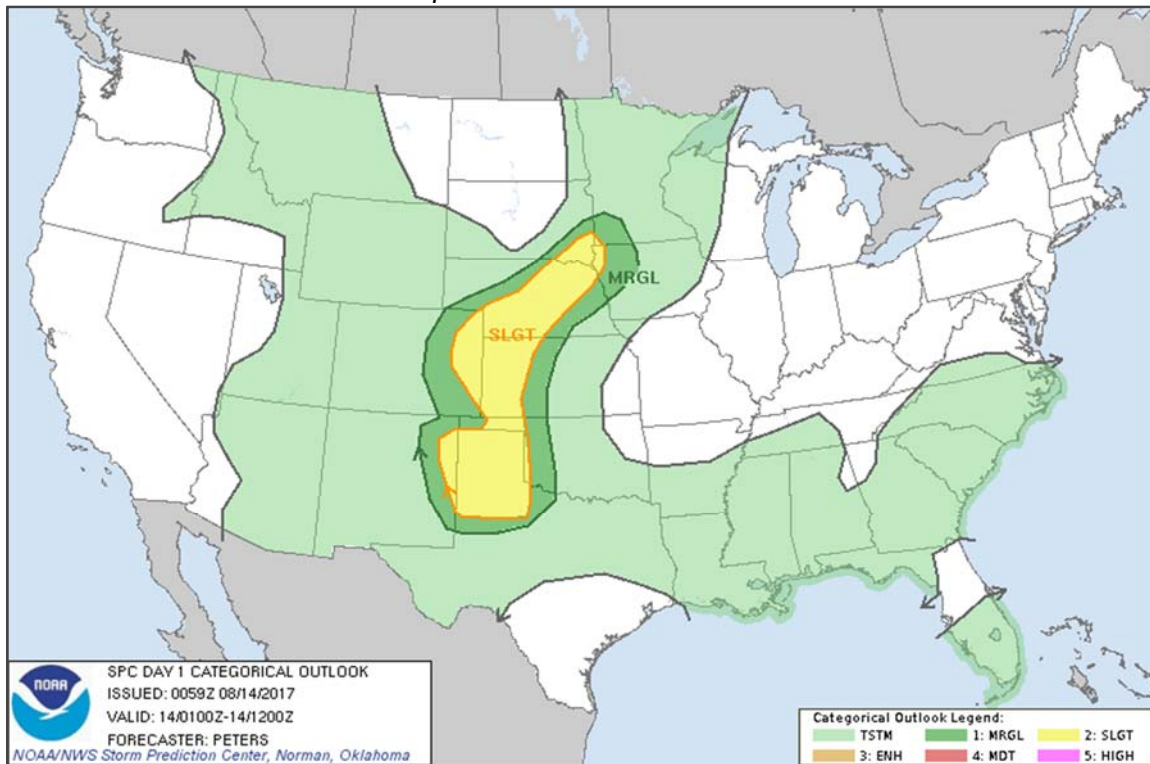 MRGL
SLGT
NOAA
SPC DAY 1 CATEGORICAL OUTLOOK
ISSUED: 0059Z 08/14/2017
VALID: 14/0100Z-14/1200Z
FORECASTER: PETERS
NOAA/NWS Storm Prediction Center, Norman, Oklahoma
Categorical Outlook Legend:
TSTM 1: MRGL 2: SLGT
3: ENH 4: MDT 5: HIGH